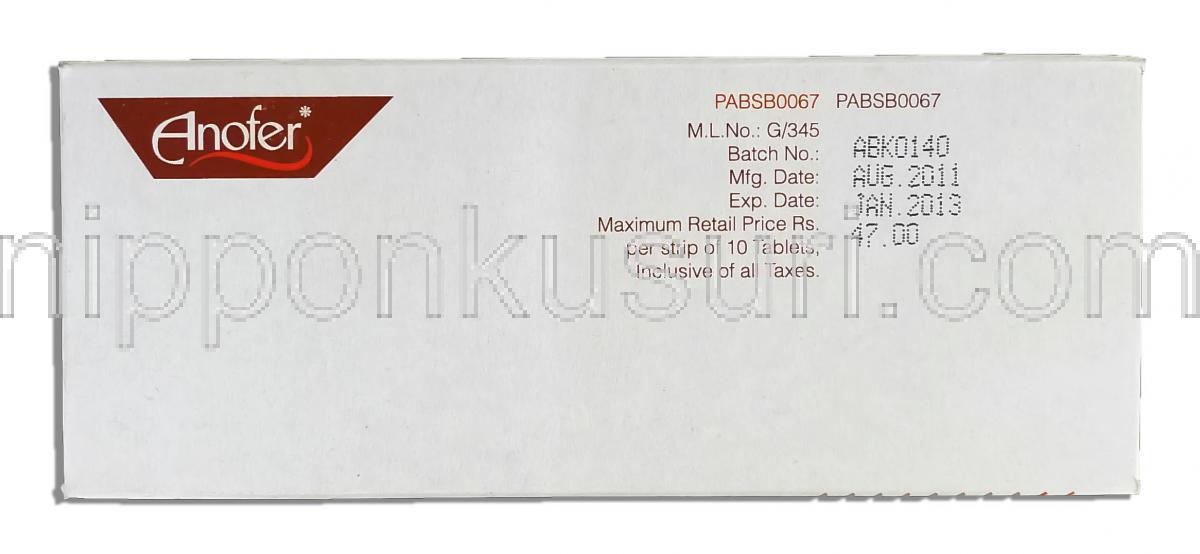 Anofer*
PABSB0067 PABSB0067
M.L.No.: G/345
Batch No.: ABK0140
Mfg. Date: AUG.2011
Exp. Date: JAN.2013
Maximum Retail Price Rs. 47.00
per strip of 10 Tablets,
Inclusive of all Taxes.
nipponkusuri.com